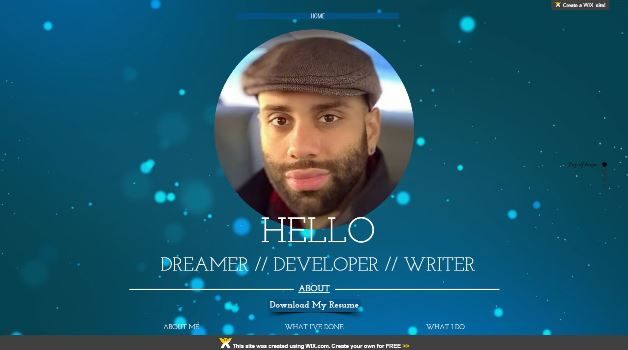 Create a WiX site!
HOME
HELLO
DREAMER // DEVELOPER // WRITER
ABOUT
Download My Resume
ABOUT ME
WHAT I'VE DONE
WHAT I DO
This site was created using WIX.com. Create your own for FREE >>